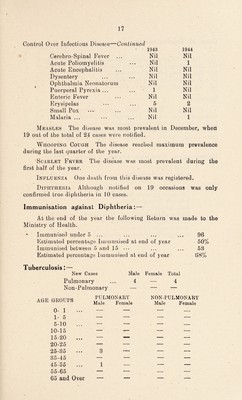 17
Control Over Infectious Disease—Continued
1943 1944
Cerebro-Spinal Fever ... Nil Nil
Acute Poliomyelitis ... Nil 1
Acute Encephalitis Nil Nil
Dysentery ... Nil Nil
Ophthalmia Neonatorum Nil Nil
Puerperal Pyrexia ... 1 Nil
Enteric Fever Nil Nil
Erysipelas ... 5 2
Small Pox ... Nil Nil
Malaria ... ... Nil 1
Measles The disease was most prevalent in December, when
19 out of the total of 24 cases were notified.
Whooping Cough The disease reached maximum prevalence
during the last quarter of the year.
Scarlet Fever The disease was most prevalent during the
first half of the year.
Influenza One death from this disease was registered.
Diphtheria Although notified on 19 occasions was only
confirmed true diphtheria in 10 cases.
Immunisation against Diphtheria:—
At the end of the year the following Return was made to the
Ministry of Health.
Immunised under 5 ... ... ... ... 96
Estimated percentage Immunised at end of year 50%
Immunised between 5 and 15 ... ... 53
Estimated percentage Immunised at end of year 68%
Tuberculosis:—
New Cases Male Female Total
Pulmonary ... 4 — 4
Non-Pulmonary — — —
AGE GROUPS PULMONARY NON-PULMONARY
Male Female Male Female
0- 1 ... — — — —
1- 5 — — — —
5-10 ... — — — —
10-15 — — — —
15-20 ... — — — —
20-25 — — — —
25-35 ... 3 — — —
35-45 — — — —
45-55 ... 1 — — —
55-65 — — — —
65 and Over — — — —